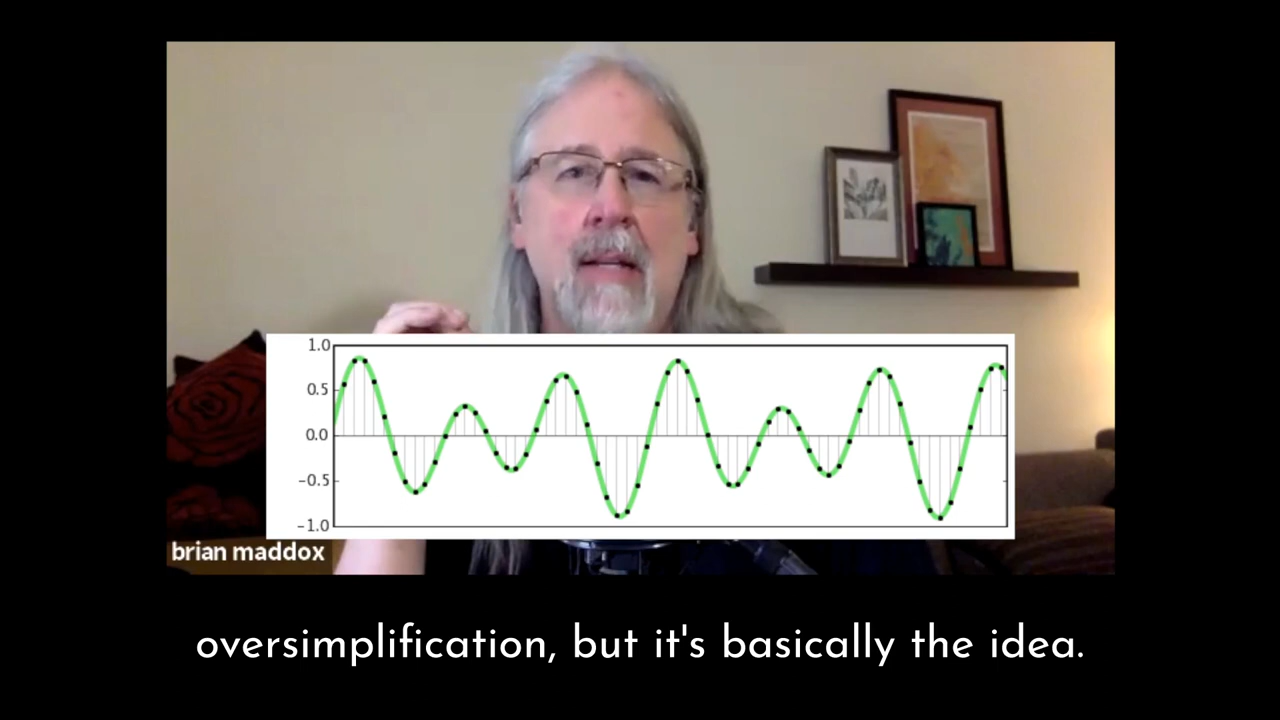 1.0
0.5
0.0
−0.5
−1.0
brian maddox
oversimplification, but it's basically the idea.